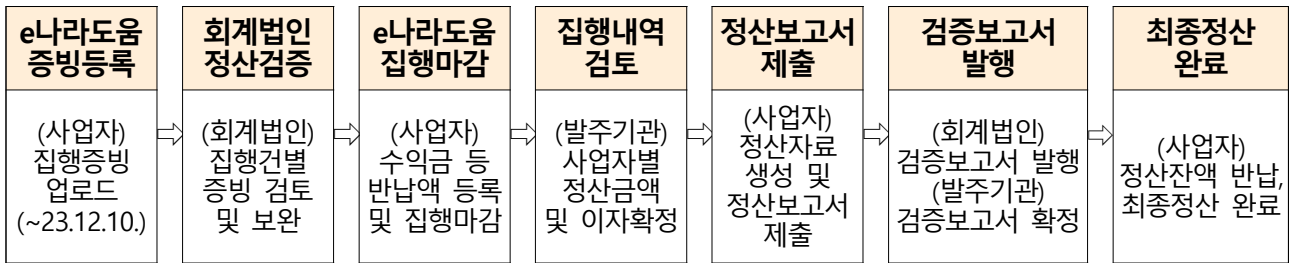 e나라도움
증빙등록
(사업자)
집행증빙
업로드
(~23.12.10.)
회계법인
정산검증
(회계법인)
집행건별
증빙 검토
및 보완
e나라도움
집행마감
(사업자)
수익금 등
반납액 등록
및 집행마감
집행내역
검토
(발주기관)
사업자별
정산금액
및 이자확정
정산보고서
제출
(사업자)
정산자료
생성 및
정산보고서
제출
검증보고서
발행
(회계법인)
검증보고서 발행
(발주기관)
검증보고서 확정
최종정산
완료
(사업자)
정산잔액 반납,
최종정산 완료